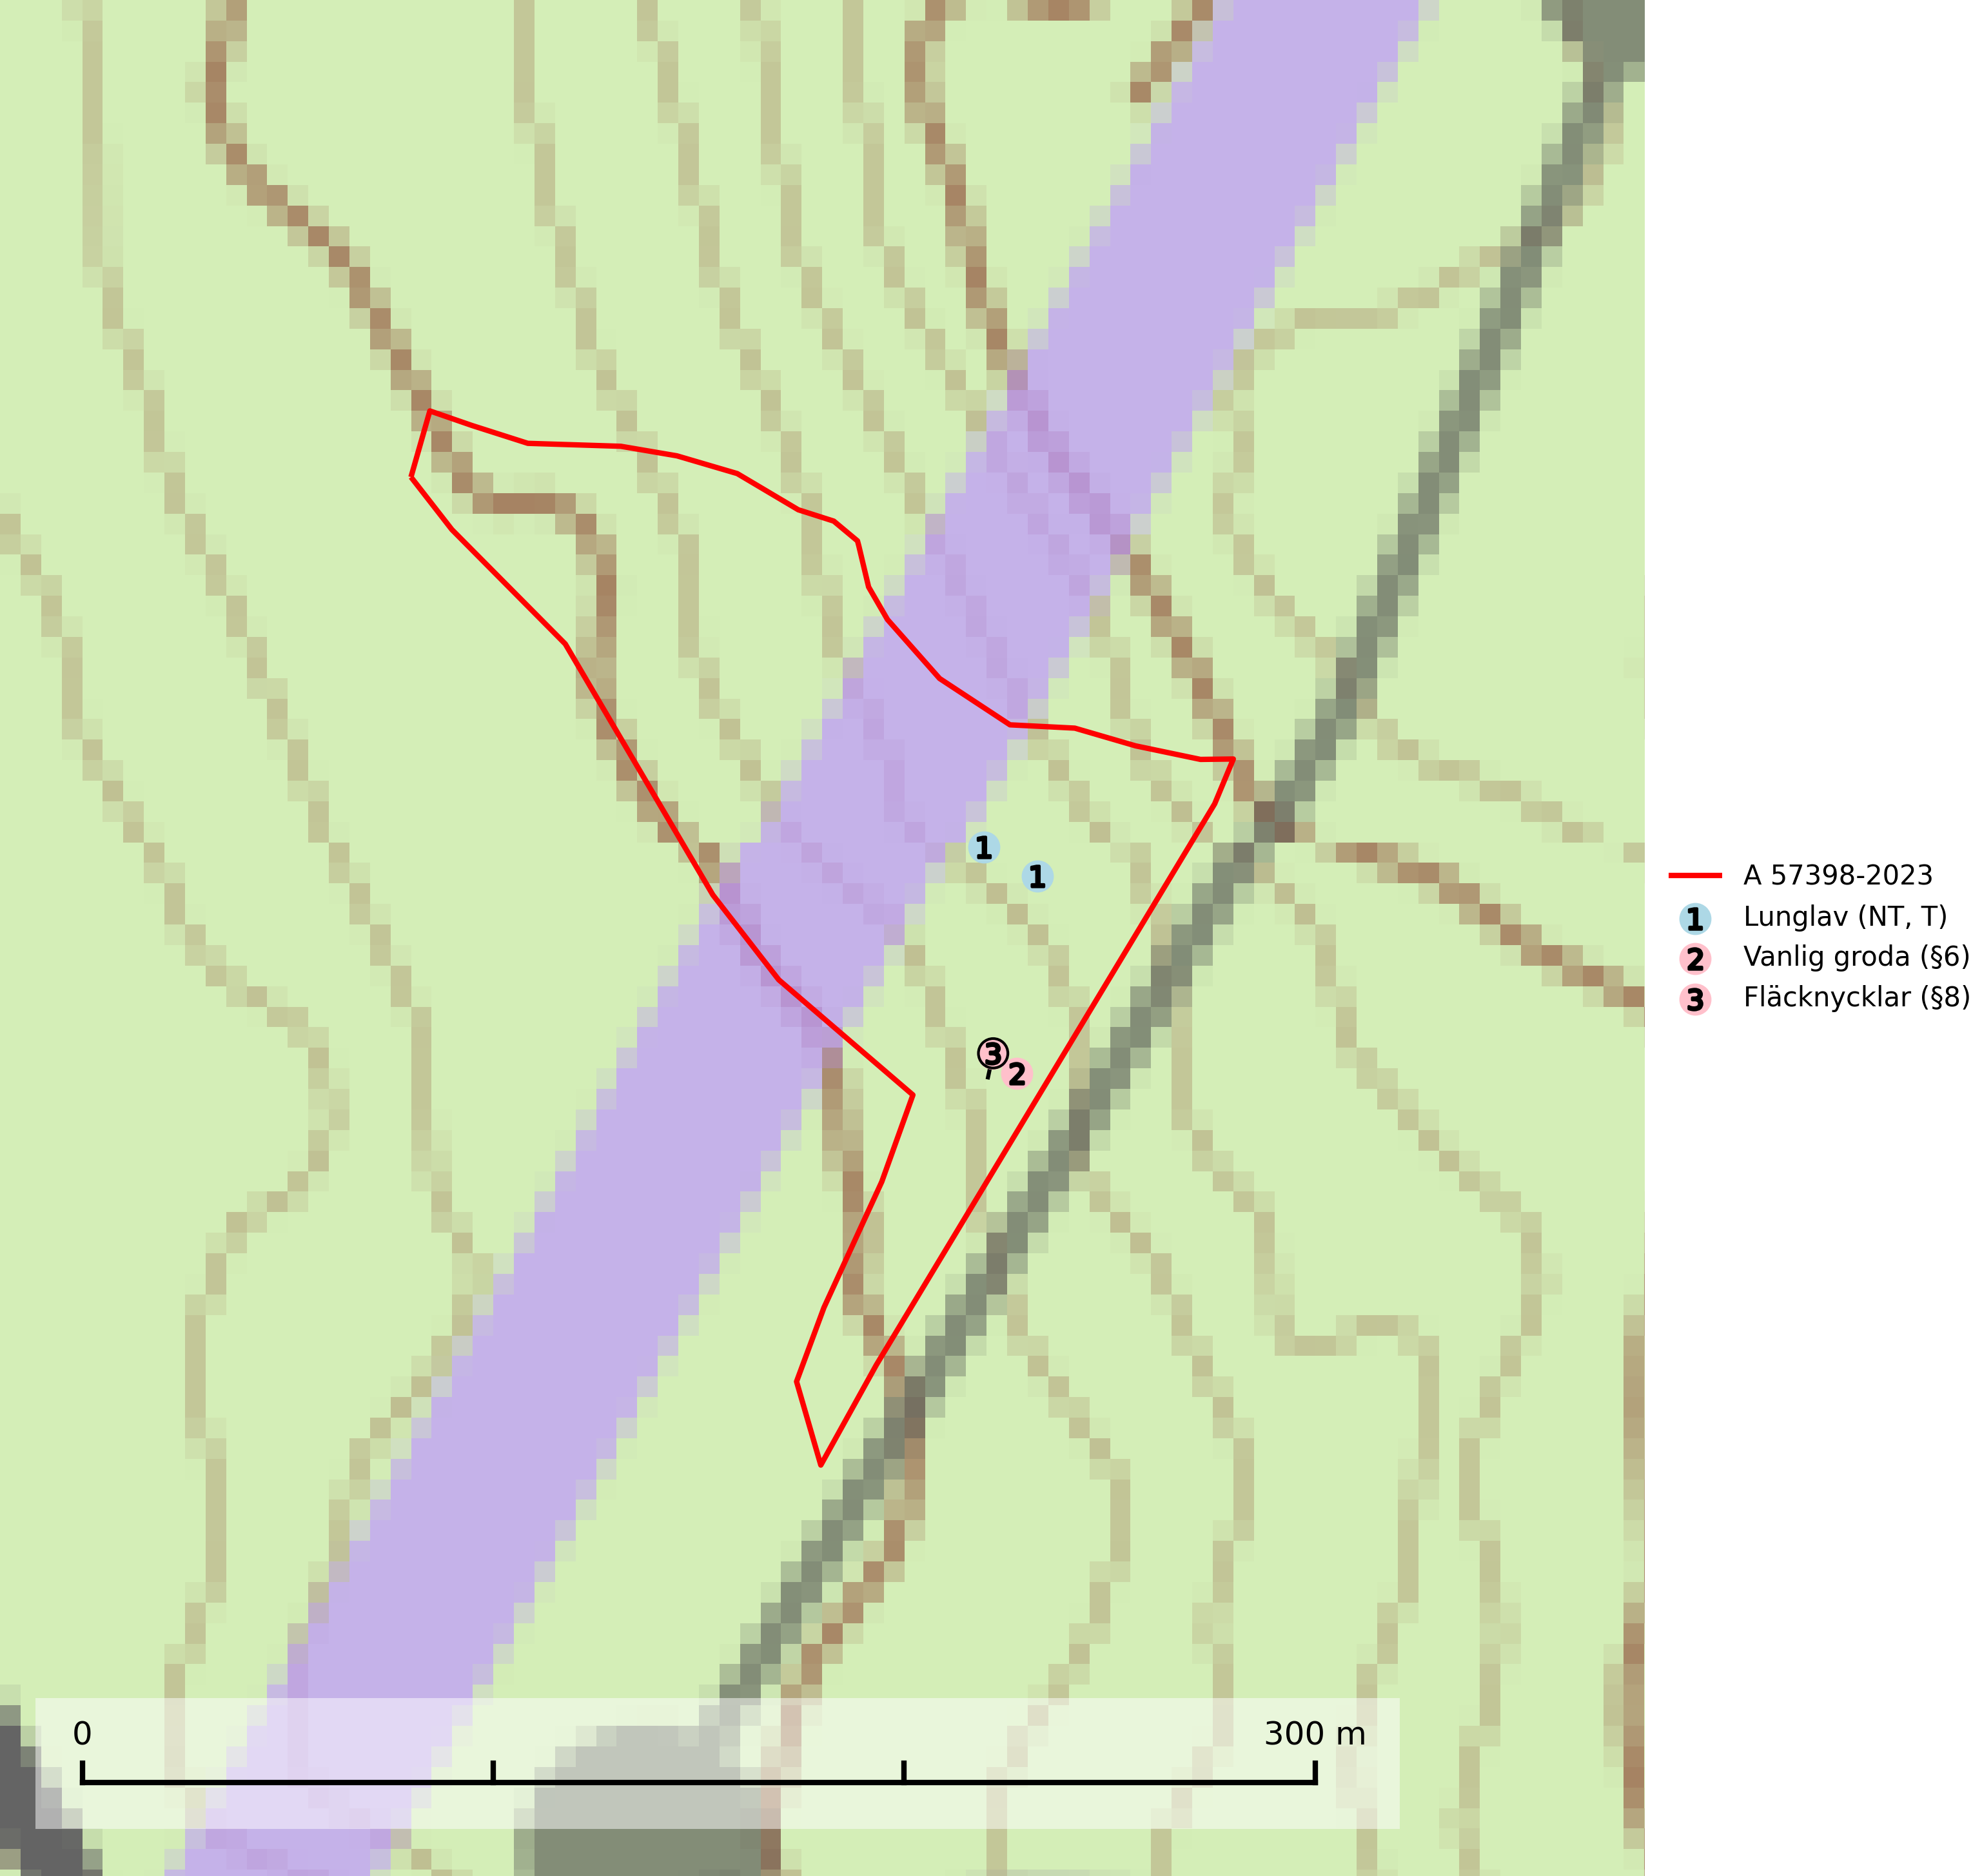 1
1
3
2
A 57398-2023
1 Lunglav (NT, T)
2 Vanlig groda (§6)
3 Fläcknycklar (§8)
0 300 m